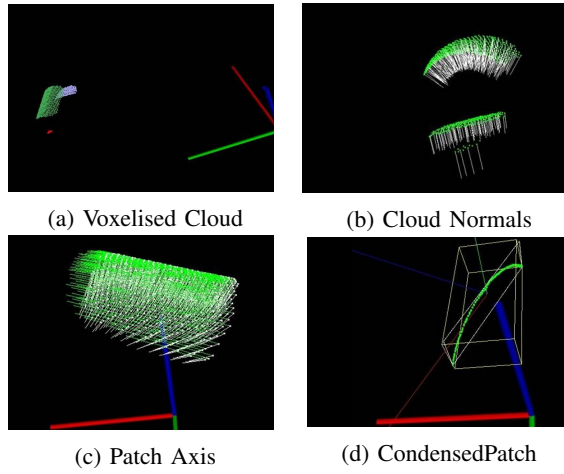 (a) Voxelised Cloud
(b) Cloud Normals
(c) Patch Axis
(d) CondensedPatch